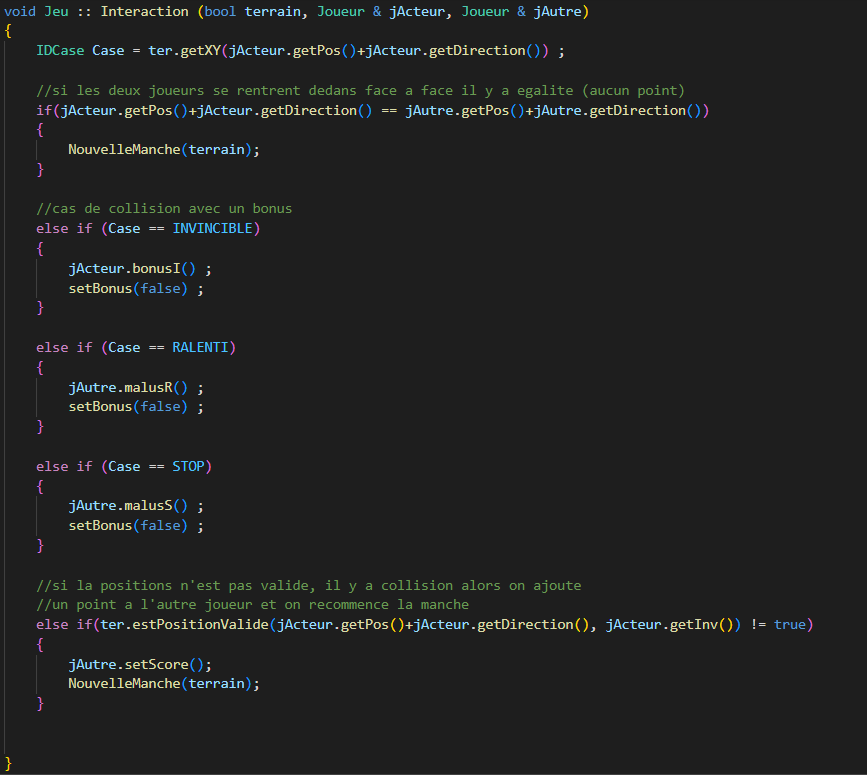 void Jeu :: Interaction (bool terrain, Joueur & jActeur, Joueur & jAutre)
{
    IDCase Case = ter.getXY(jActeur.getPos()+jActeur.getDirection()) ;

    //si les deux joueurs se rentrent dedans face a face il y a egalite (aucun point)
    if(jActeur.getPos()+jActeur.getDirection() == jAutre.getPos()+jAutre.getDirection())
    {
        NouvelleManche(terrain);
    }

    //cas de collision avec un bonus
    else if (Case == INVINCIBLE)
    {
        jActeur.bonusI() ;
        setBonus(false) ;
    }

    else if (Case == RALENTI)
    {
        jAutre.malusR() ;
        setBonus(false) ;
    }

    else if (Case == STOP)
    {
        jAutre.malusS() ;
        setBonus(false) ;
    }

    //si la positions n'est pas valide, il y a collision alors on ajoute
    //un point a l'autre joueur et on recommence la manche
    else if(ter.estPositionValide(jActeur.getPos()+jActeur.getDirection(), jActeur.getInv()) != true)
    {
        jAutre.setScore();
        NouvelleManche(terrain);
    }


}